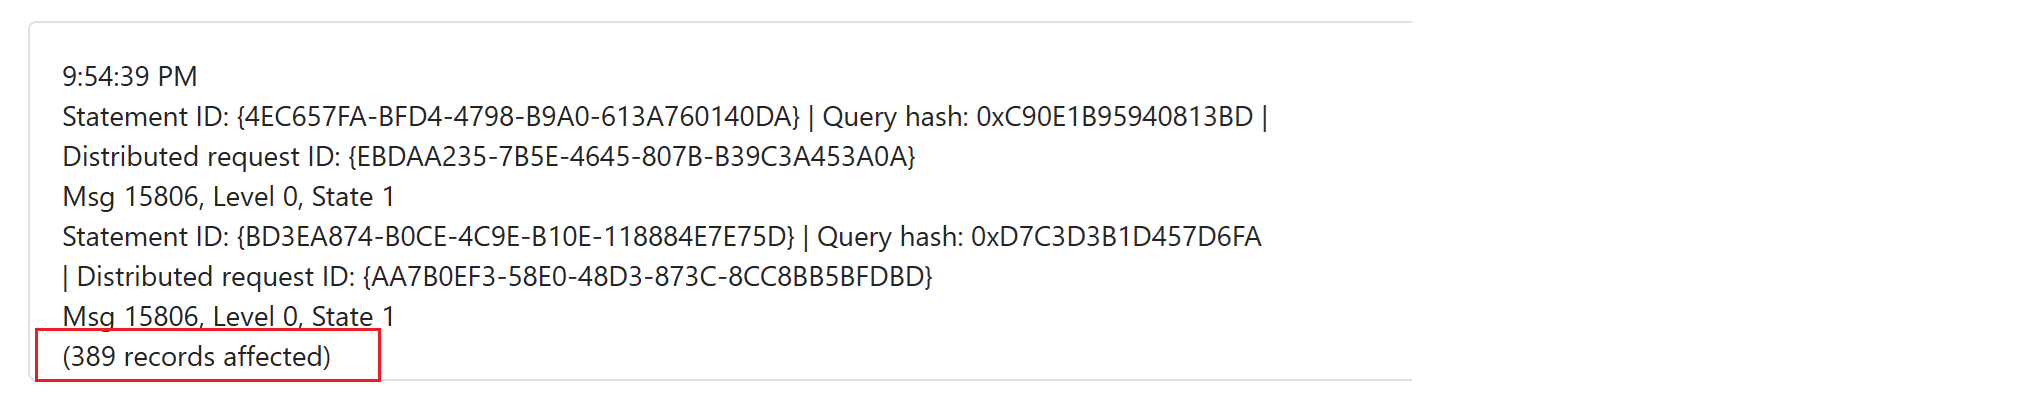 9:54:39 PM
Statement ID: {4EC657FA-BFD4-4798-B9A0-613A760140DA} | Query hash: 0xC90E1B95940813BD |
Distributed request ID: {EBDAA235-7B5E-4645-807B-B39C3A453A0A}
Msg 15806, Level 0, State 1
Statement ID: {BD3EA874-B0CE-4C9E-B10E-118884E7E75D} | Query hash: 0xD7C3D3B1D457D6FA
| Distributed request ID: {AA7B0EF3-58E0-48D3-873C-8CC8BB5BFDBD}
Msg 15806, Level 0, State 1
(389 records affected)